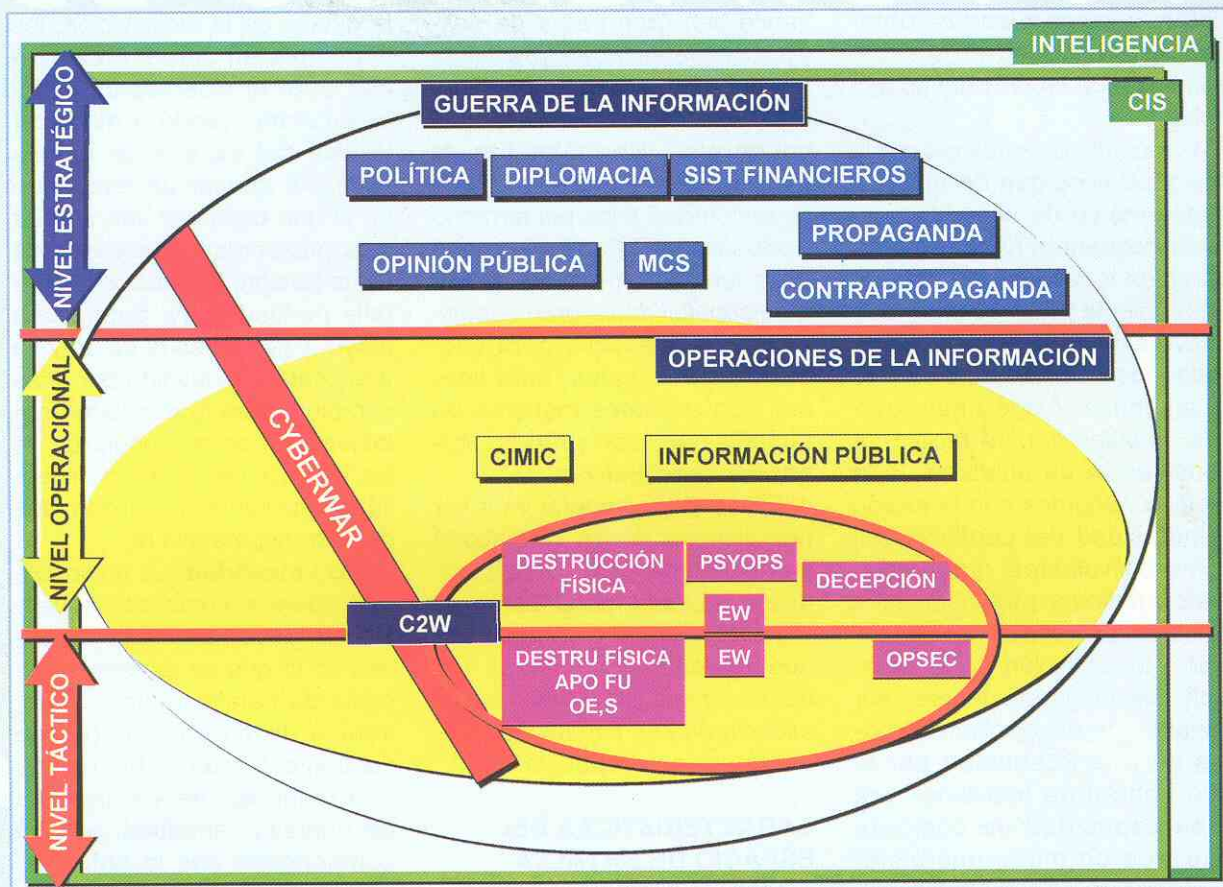 INTELIGENCIA
CIS
NIVEL ESTRATÉGICO
GUERRA DE LA INFORMACIÓN
POLÍTICA
DIPLOMACIA
SIST FINANCIEROS
PROPAGANDA
OPINIÓN PÚBLICA
MCS
CONTRAPROPAGANDA
NIVEL OPERACIONAL
OPERACIONES DE LA INFORMACIÓN
CYBERWAR
CIMIC
INFORMACIÓN PÚBLICA
DESTRUCCIÓN
FÍSICA
PSYOPS
DECEPCIÓN
EW
C2W
NIVEL TÁCTICO
DESTRU FÍSICA
APO FU
OE,S
EW
OPSEC